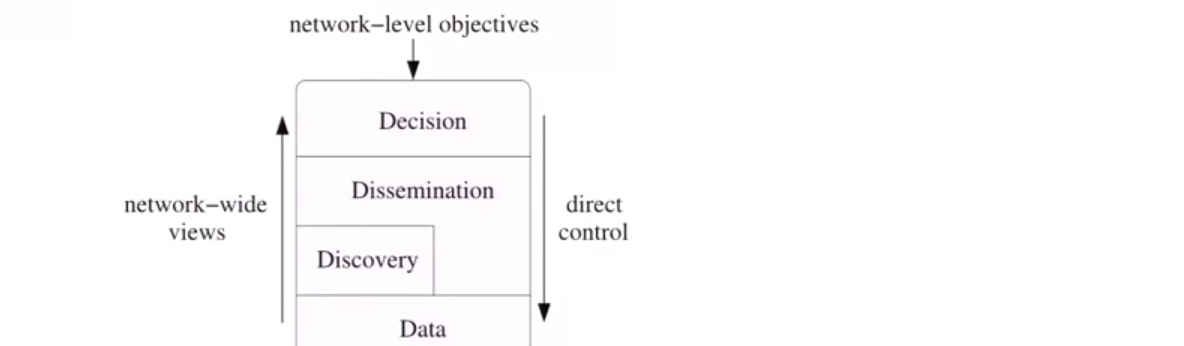 network−level objectives
Decision
Dissemination
network−wide
views
direct
control
Discovery
Data